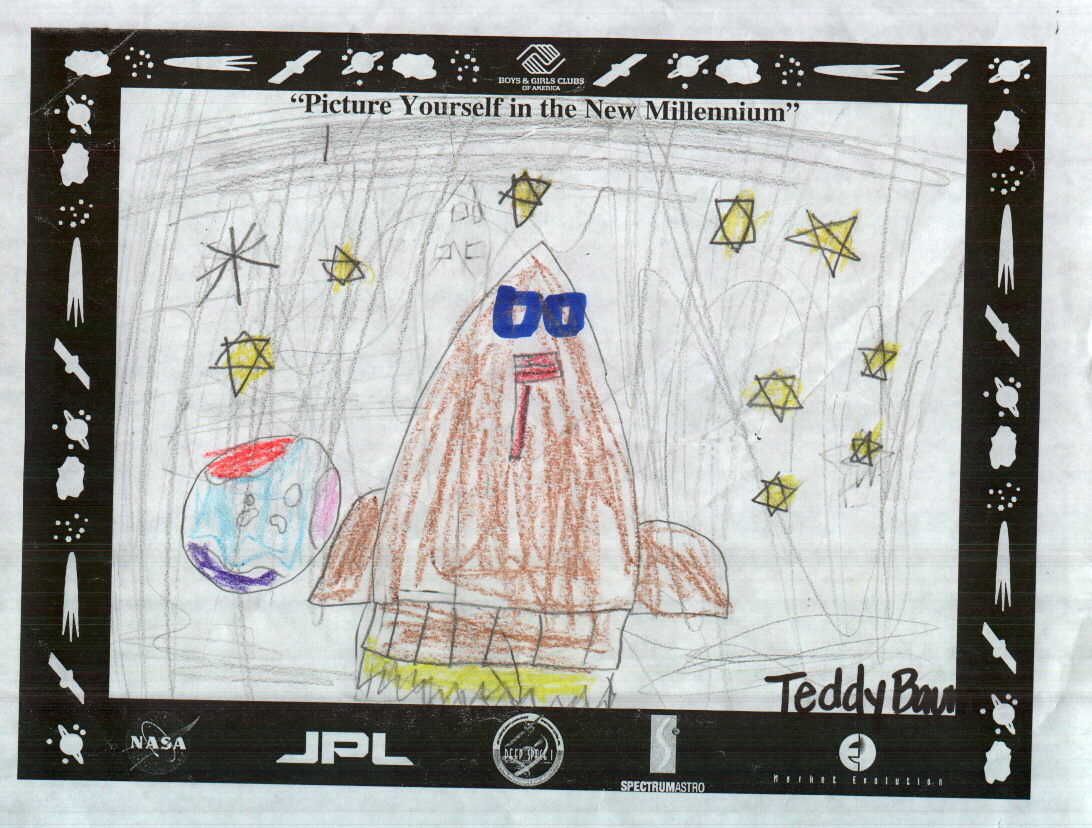 BOYS & GIRLS CLUBS
OF AMERICA
“Picture Yourself in the New Millennium”
Teddy Baum
NASA
JPL
DEEP SPACE 1
SPECTRUMASTRO
Market Evolution